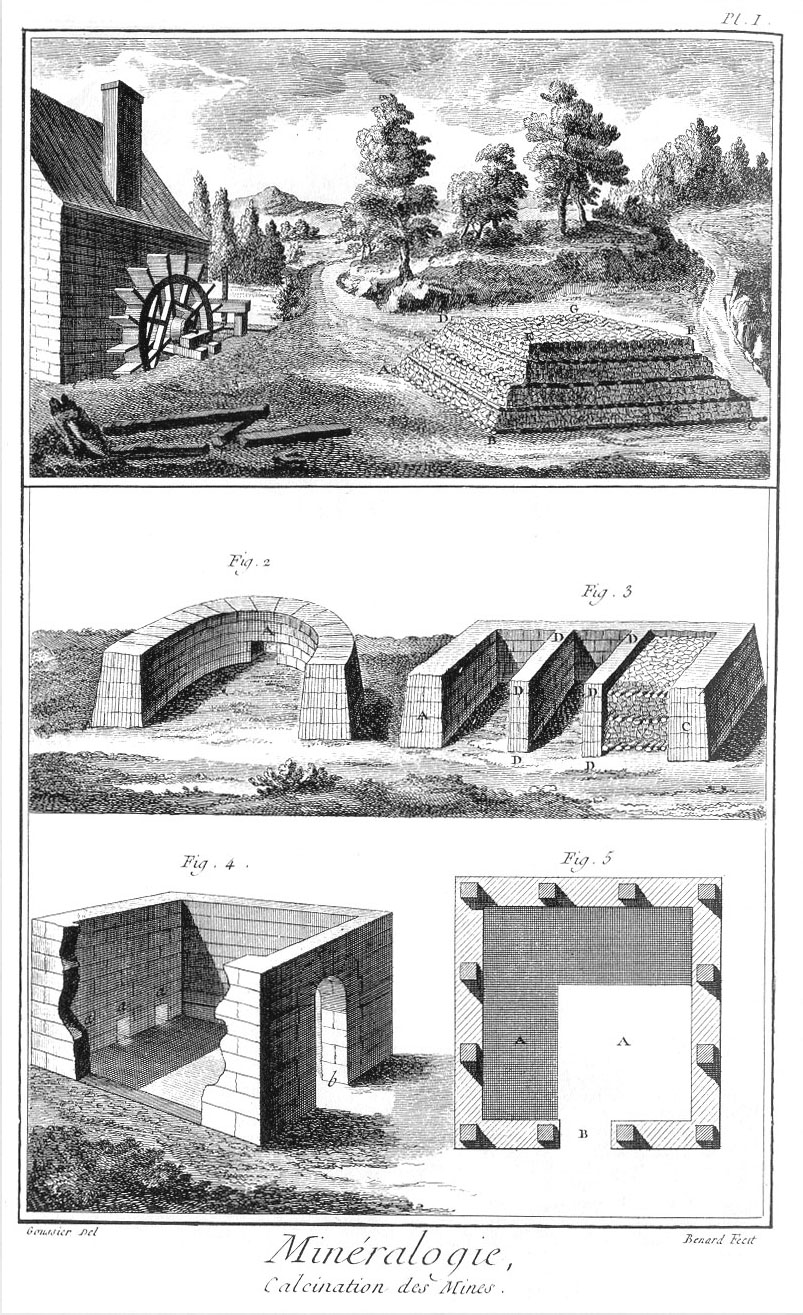 Pl. I.
D
G
E
E
A
B
C
Fig. 2
Fig. 3
A
D
D
D
D
A
C
D
D
Fig. 4.
Fig. 5
a
a
a
b
A
A
B
Goussier Del
Benard Fecit
Minéralogie,
Calcination des Mines.